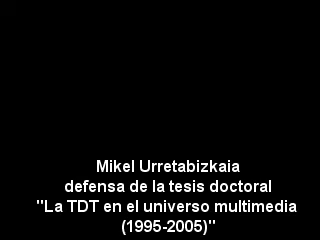 Mikel Urretabizkaia
defensa de la tesis doctoral
"La TDT en el universo multimedia
(1995-2005)"